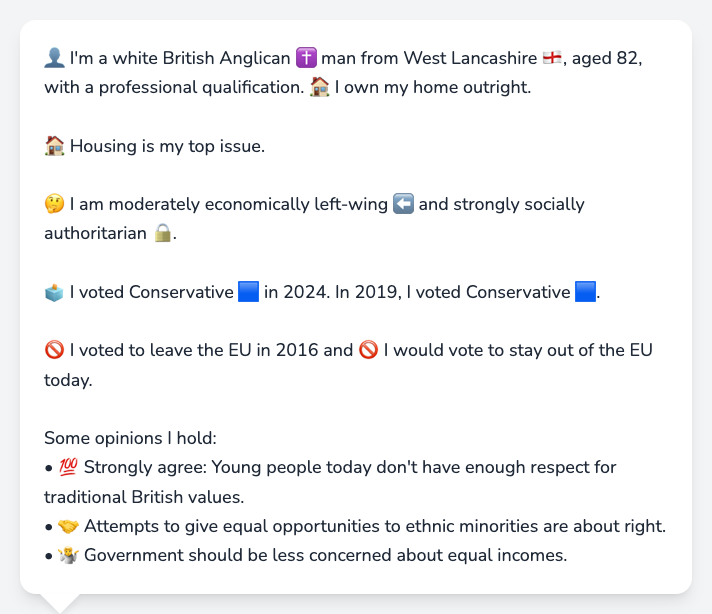 👤 I'm a white British Anglican ✝️ man from West Lancashire 🏴󠁧󠁢󠁥󠁮󠁧󠁿, aged 82,
with a professional qualification. 🏠 I own my home outright.
🏠 Housing is my top issue.
🤔 I am moderately economically left-wing ⬅️ and strongly socially
authoritarian 🔒.
🗳️ I voted Conservative 🟦 in 2024. In 2019, I voted Conservative 🟦.
🚫 I voted to leave the EU in 2016 and 🚫 I would vote to stay out of the EU
today.
Some opinions I hold:
• 💯 Strongly agree: Young people today don't have enough respect for
traditional British values.
• 🤝 Attempts to give equal opportunities to ethnic minorities are about right.
• 🤷 Government should be less concerned about equal incomes.